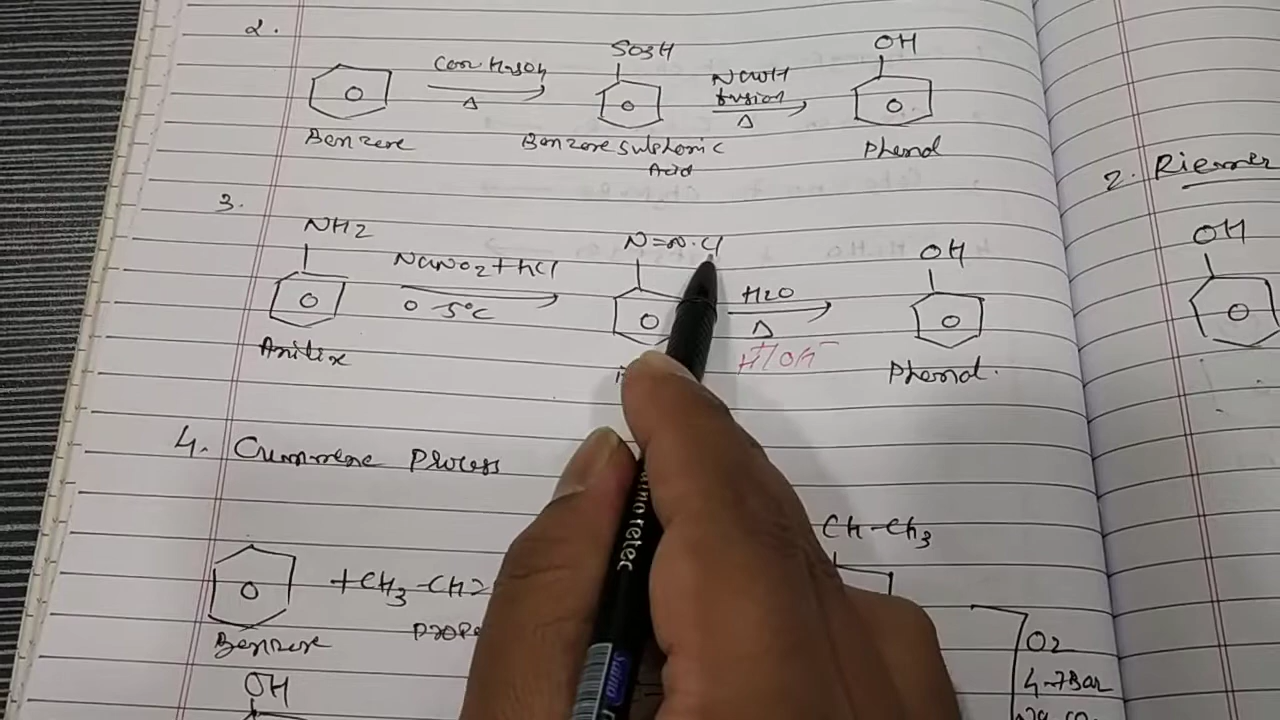 2.
SO3H
OH
Con H2SO4
Δ
NaOH
fusion
Δ
Benzene
Benzene sulphonic
Acid
Phenol
3.
NH2
NaNO2 + HCl
0-5°C
N=N·Cl
H2O
Δ
H+/OH−
OH
Aniline
Phenol.
4. Cummene Process
+ CH3-CH=
Benzene
CH-CH3
O2
4-7Bar
OH
2. Riemer
OH
nanotetec